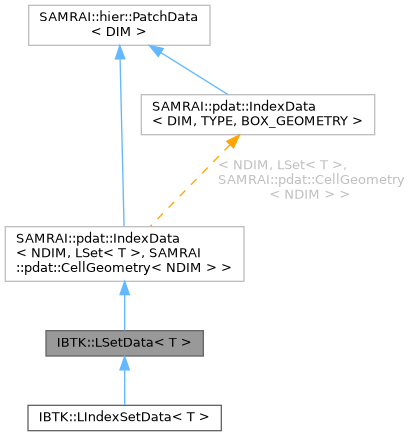 SAMRAI::hier::PatchData
< DIM >
SAMRAI::pdat::IndexData
< DIM, TYPE, BOX_GEOMETRY >
< NDIM, LSet< T >,
SAMRAI::pdat::CellGeometry
< NDIM > >
SAMRAI::pdat::IndexData
< NDIM, LSet< T >, SAMRAI
::pdat::CellGeometry< NDIM > >
IBTK::LSetData< T >
IBTK::LIndexSetData< T >